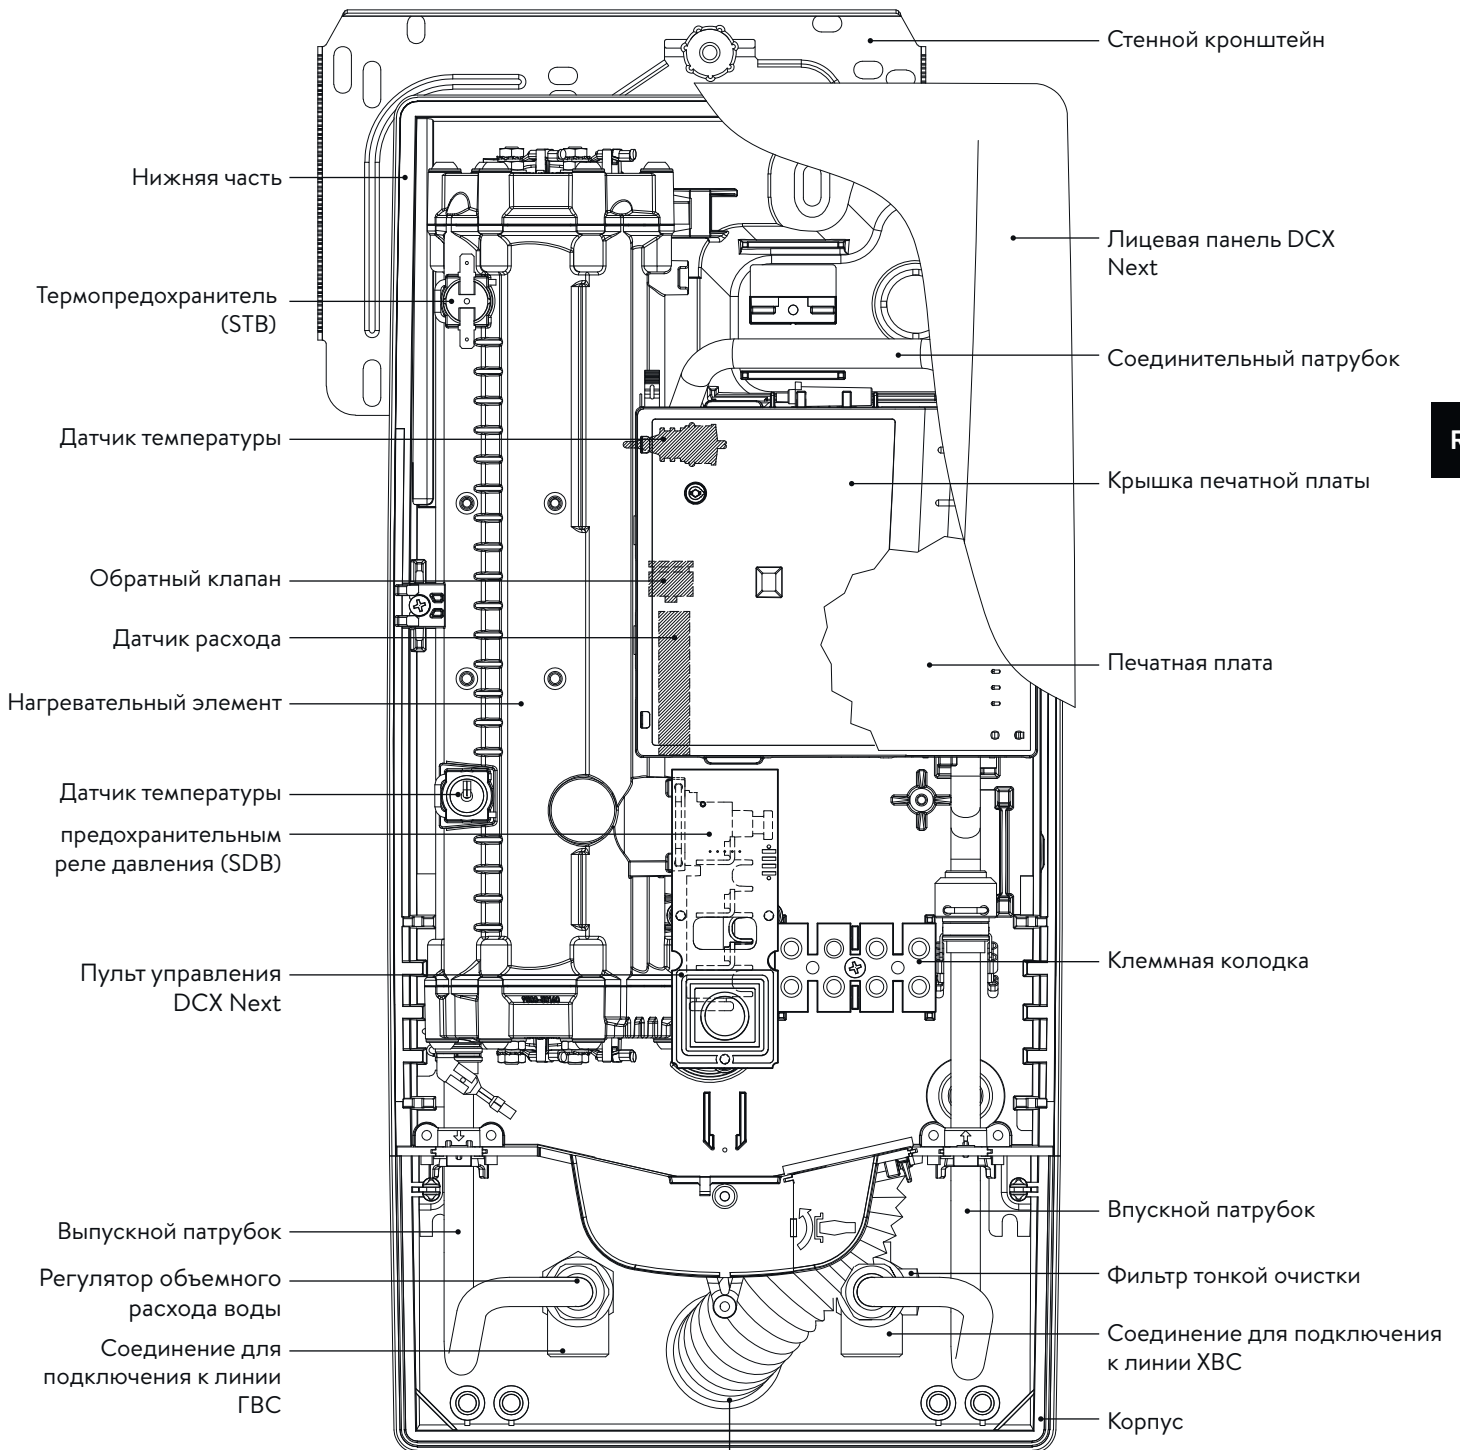 Стенной кронштейн
Нижняя часть
Лицевая панель DCX
Next
Термопредохранитель
(STB)
Соединительный патрубок
Датчик температуры
R
Крышка печатной платы
Обратный клапан
Датчик расхода
Печатная плата
Нагревательный элемент
Датчик температуры
предохранительным
реле давления (SDB)
Клеммная колодка
Пульт управления
DCX Next
Впускной патрубок
Выпускной патрубок
Регулятор объемного
расхода воды
Фильтр тонкой очистки
Соединение для подключения
к линии ХВС
Соединение для
подключения к линии
ГВС
Корпус